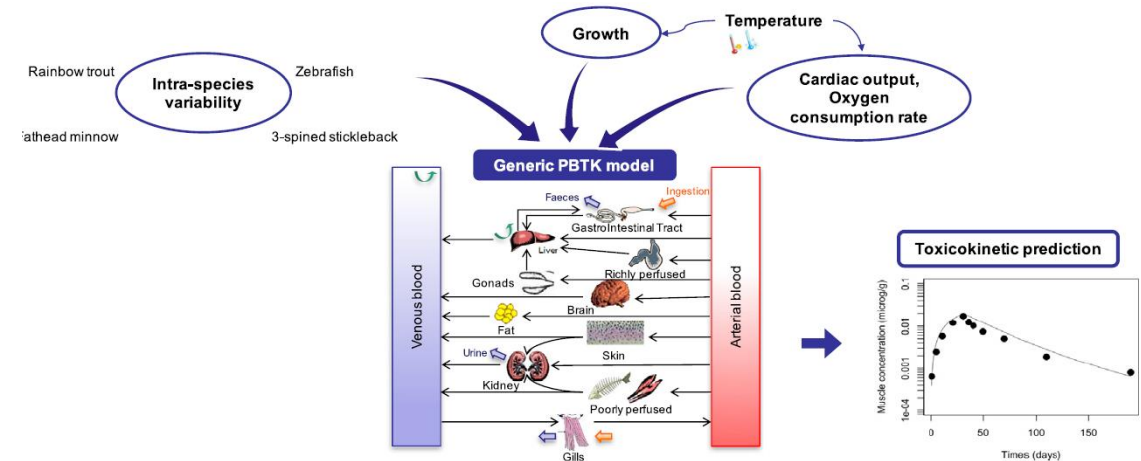 Growth
Temperature
Rainbow trout
Zebrafish
Intra-species
variability
athead minnow
3-spined stickleback
Cardiac output,
Oxygen
consumption rate
Generic PBTK model
Venous blood
Arterial blood
Faeces
Ingestion
GastroIntestinal Tract
Liver
Richly perfused
Gonads
Brain
Fat
Skin
Urine
Kidney
Poorly perfused
Gills
Toxicokinetic prediction
Muscle concentration (microg/g)
0.1
0.01
0.001
1e-04
0 50 100 150
Times (days)